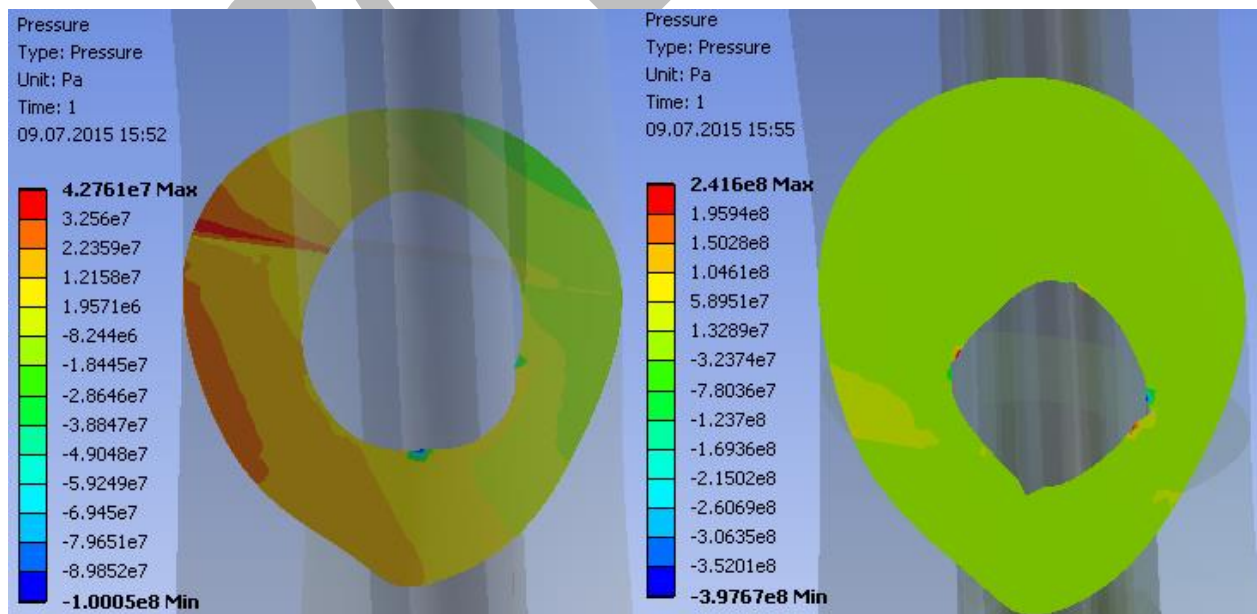 Pressure
Type: Pressure
Unit: Pa
Time: 1
09.07.2015 15:52
4.2761e7 Max
3.256e7
2.2359e7
1.2158e7
1.9571e6
-8.244e6
-1.8445e7
-2.8646e7
-3.8847e7
-4.9048e7
-5.9249e7
-6.945e7
-7.9651e7
-8.9852e7
-1.0005e8 Min
Pressure
Type: Pressure
Unit: Pa
Time: 1
09.07.2015 15:55
2.416e8 Max
1.9594e8
1.5028e8
1.0461e8
5.8951e7
1.3289e7
-3.2374e7
-7.8036e7
-1.237e8
-1.6936e8
-2.1502e8
-2.6069e8
-3.0635e8
-3.5201e8
-3.9767e8 Min